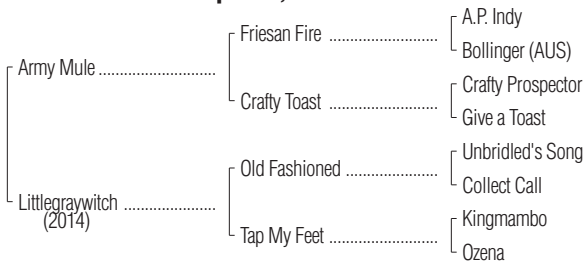 A.P. Indy
Friesan Fire ......................
Bollinger (AUS)
Army Mule ........................
Crafty Prospector
Crafty Toast ......................
Give a Toast
Unbridled's Song
Old Fashioned ....................
Collect Call
Littlegraywitch ...................
(2014)
Kingmambo
Tap My Feet ......................
Ozena